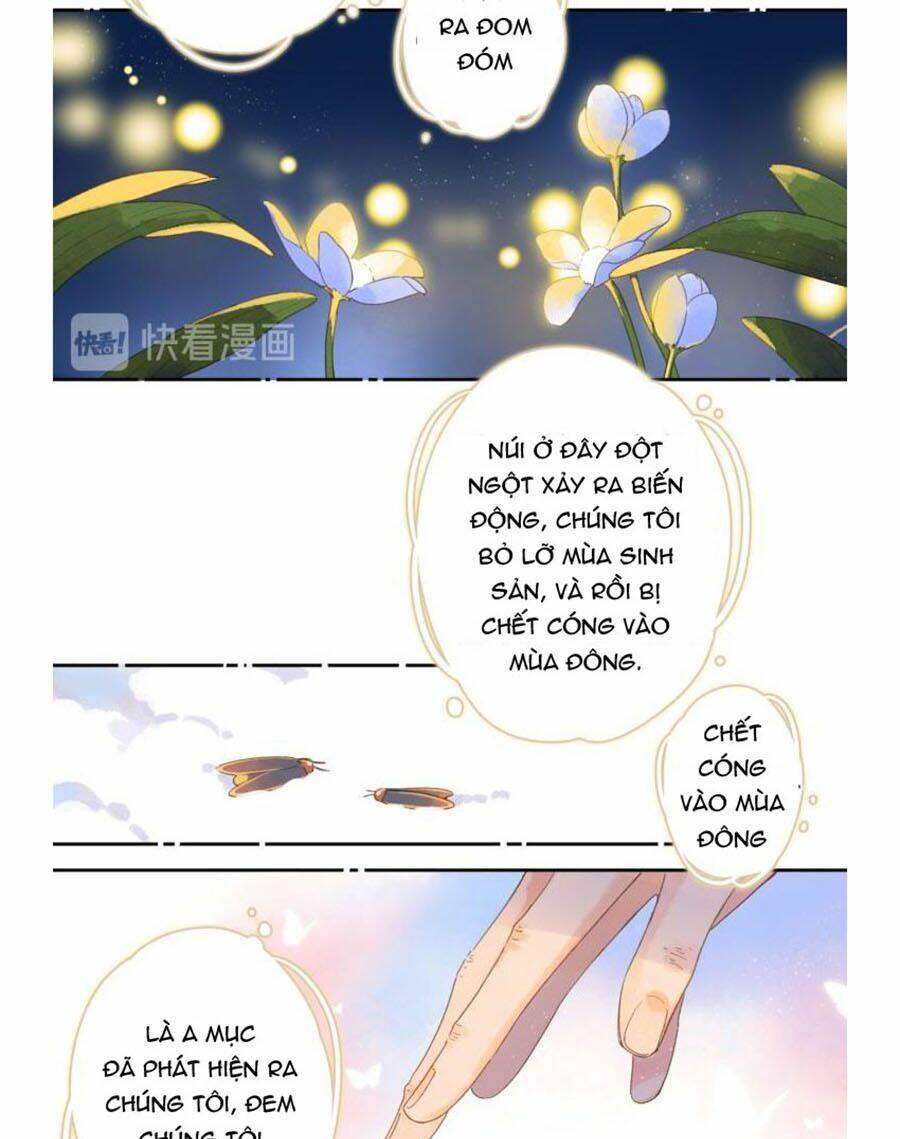 RA ĐOM
ĐÓM
快看!
快看漫画
NÚI Ở ĐÂY ĐỘT
NGỘT XẢY RA BIẾN
ĐỘNG, CHÚNG TÔI
BỎ LỠ MÙA SINH
SẢN, VÀ RỒI BỊ
CHẾT CÓNG VÀO
MÙA ĐÔNG.
CHẾT
CÓNG
VÀO MÙA
ĐÔNG
LÀ A MỤC
ĐÃ PHÁT HIỆN RA
CHÚNG TÔI, ĐEM
CHÚNG TÔI